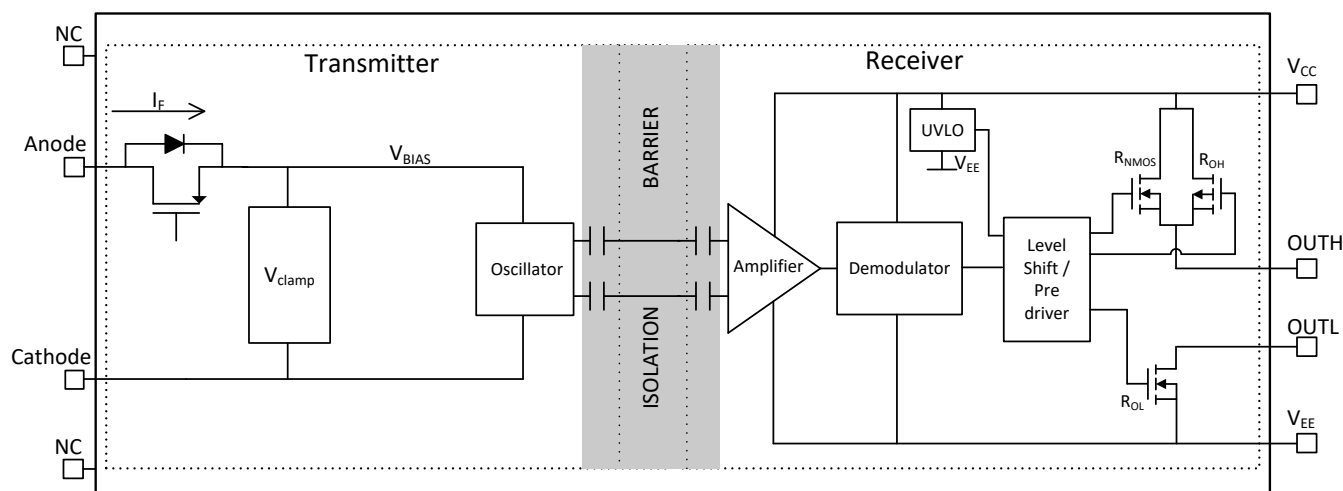 NC
Transmitter
Receiver
V_CC
I_F
Anode
V_BIAS
BARRIER
UVLO
V_EE
R_NMOS
R_OH
V_clamp
Oscillator
Amplifier
Demodulator
Level
Shift /
Pre
driver
OUTH
OUTL
Cathode
ISOLATION
R_OL
V_EE
NC